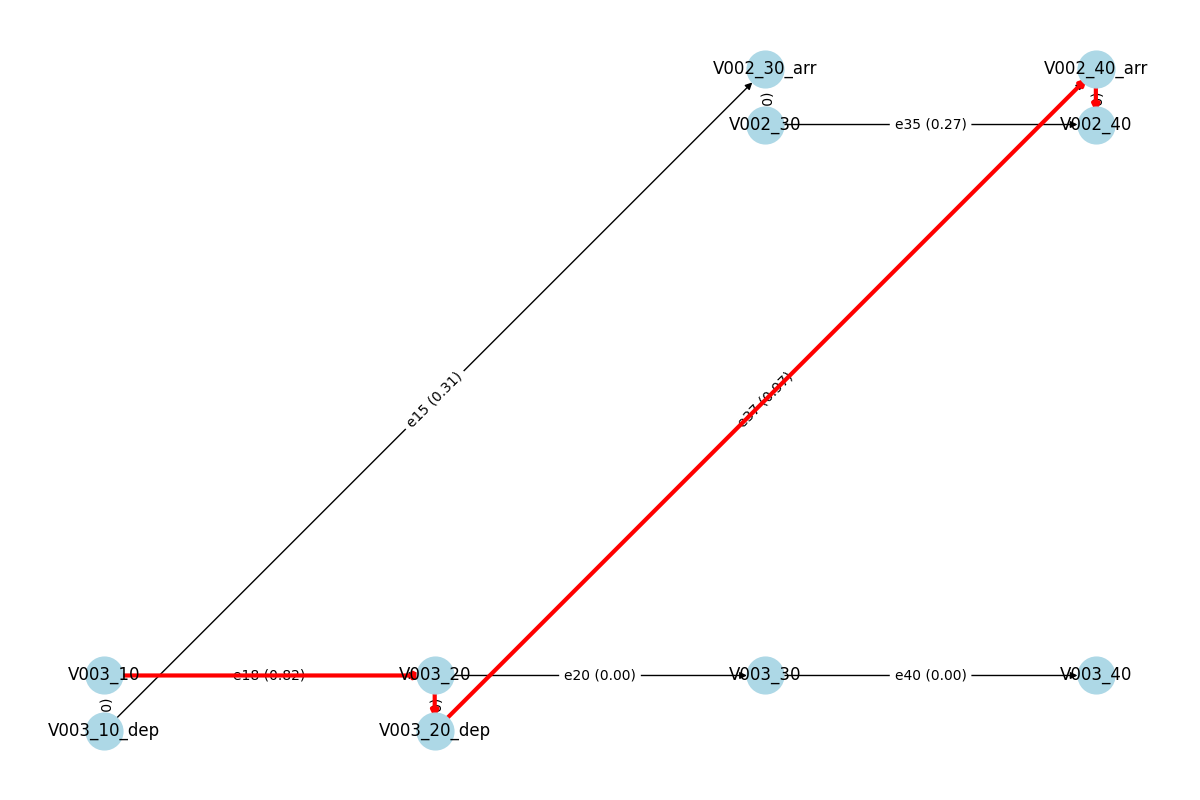 V002_30_arr
V002_40_arr
0)
V002_30
e35 (0.27)
V002_40
e15 (0.31)
e37 (0.97)
V003_10
e18 (0.82)
V003_20
e20 (0.00)
V003_30
e40 (0.00)
V003_40
0)
V003_10_dep
V003_20_dep